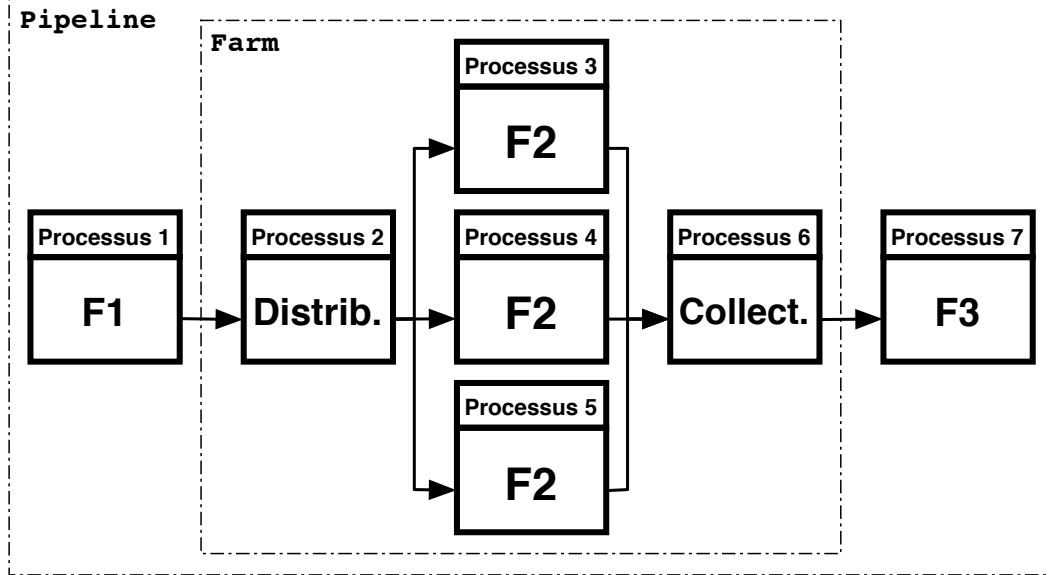 Pipeline
Farm
Processus 1
F1
Processus 2
Distrib.
Processus 3
F2
Processus 4
F2
Processus 5
F2
Processus 6
Collect.
Processus 7
F3